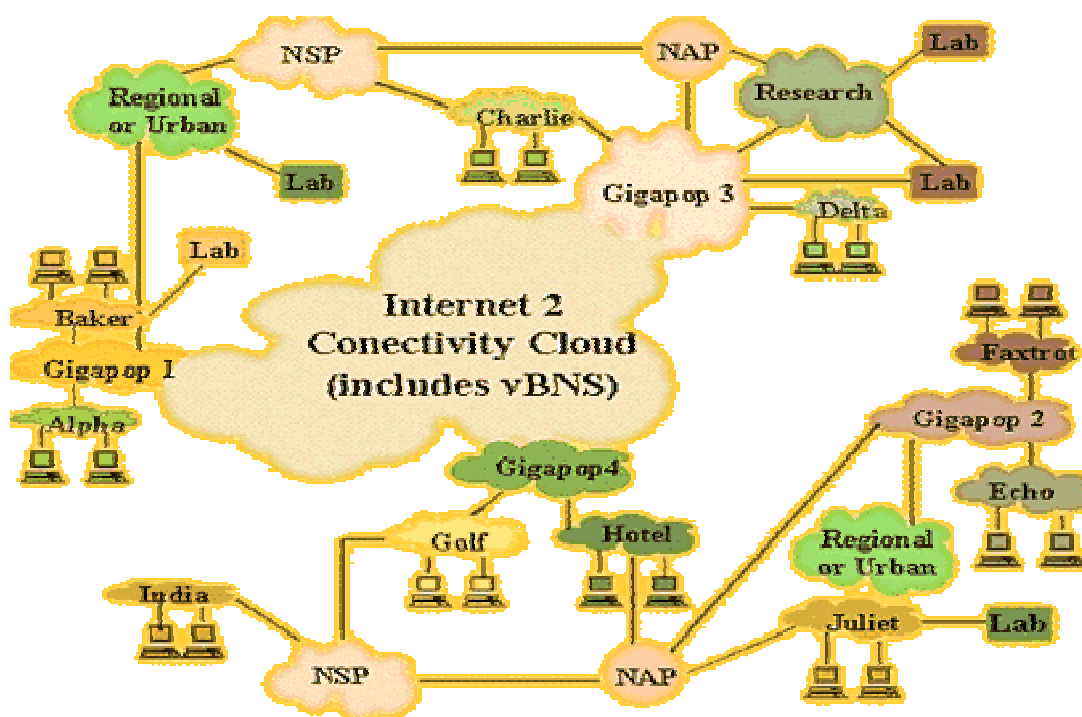 NSP
NAP
Lab
Regional
or Urban
Research
Charlie
Lab
Gigapop 3
Lab
Delta
Lab
Baker
Internet 2
Conectivity Cloud
(includes vBNS)
Gigapop 1
Faxtrot
Alpha
Gigapop 2
Gigapop4
Echo
Golf
Hotel
Regional
or Urban
India
Juliet
Lab
NSP
NAP